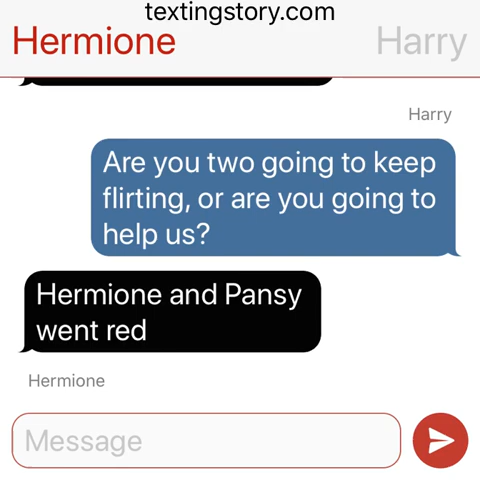 textingstory.com
Hermione Harry
Harry
Are you two going to keep
flirting, or are you going to
help us?
Hermione and Pansy
went red
Hermione
Message